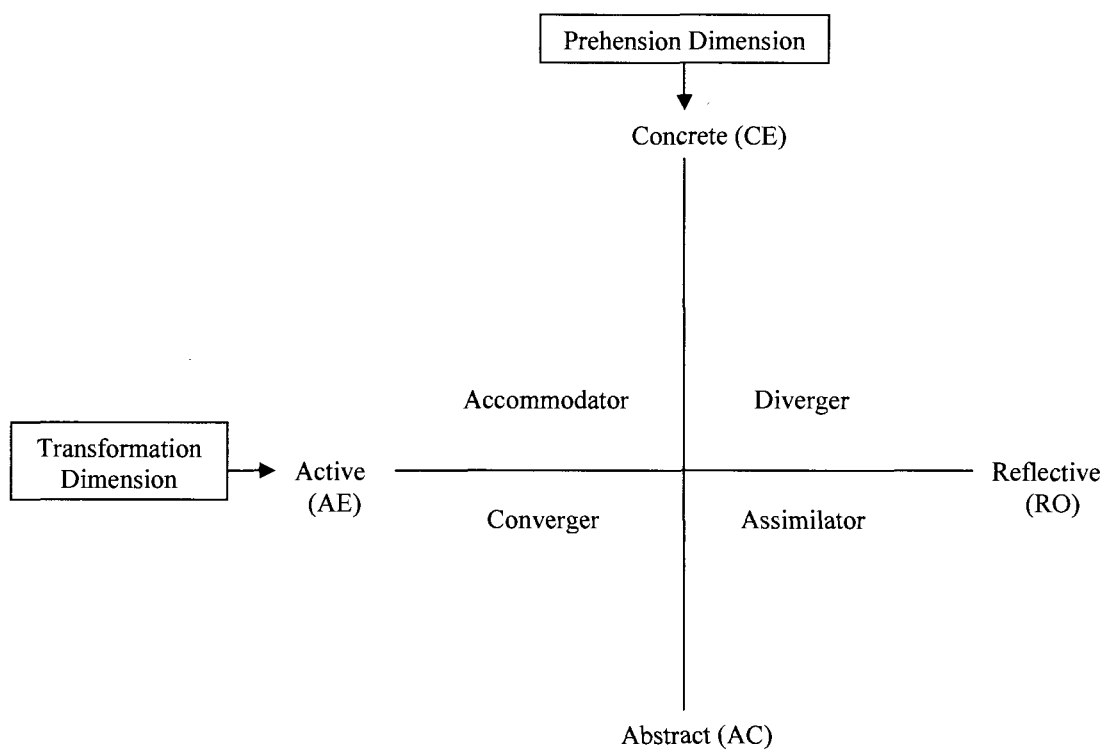 Prehension Dimension
Concrete (CE)
Accommodator
Diverger
Transformation
Dimension
Active
(AE)
Reflective
(RO)
Converger
Assimilator
Abstract (AC)